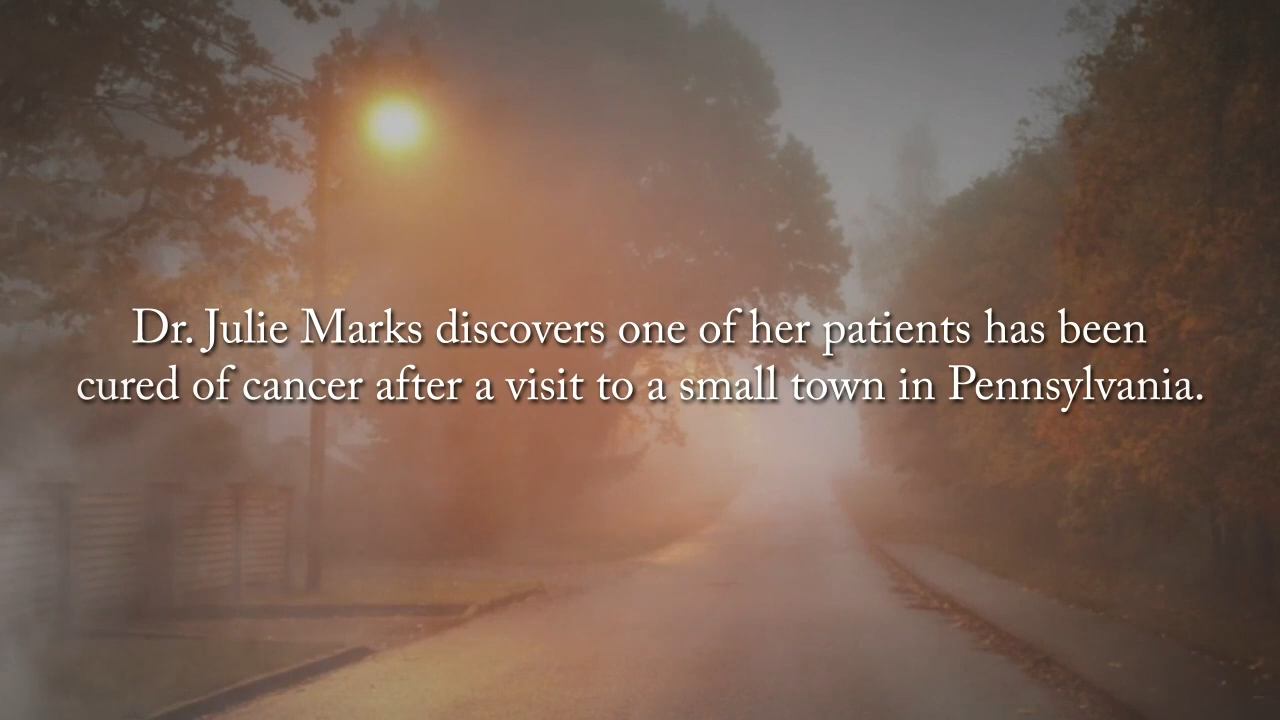 Dr. Julie Marks discovers one of her patients has been
cured of cancer after a visit to a small town in Pennsylvania.